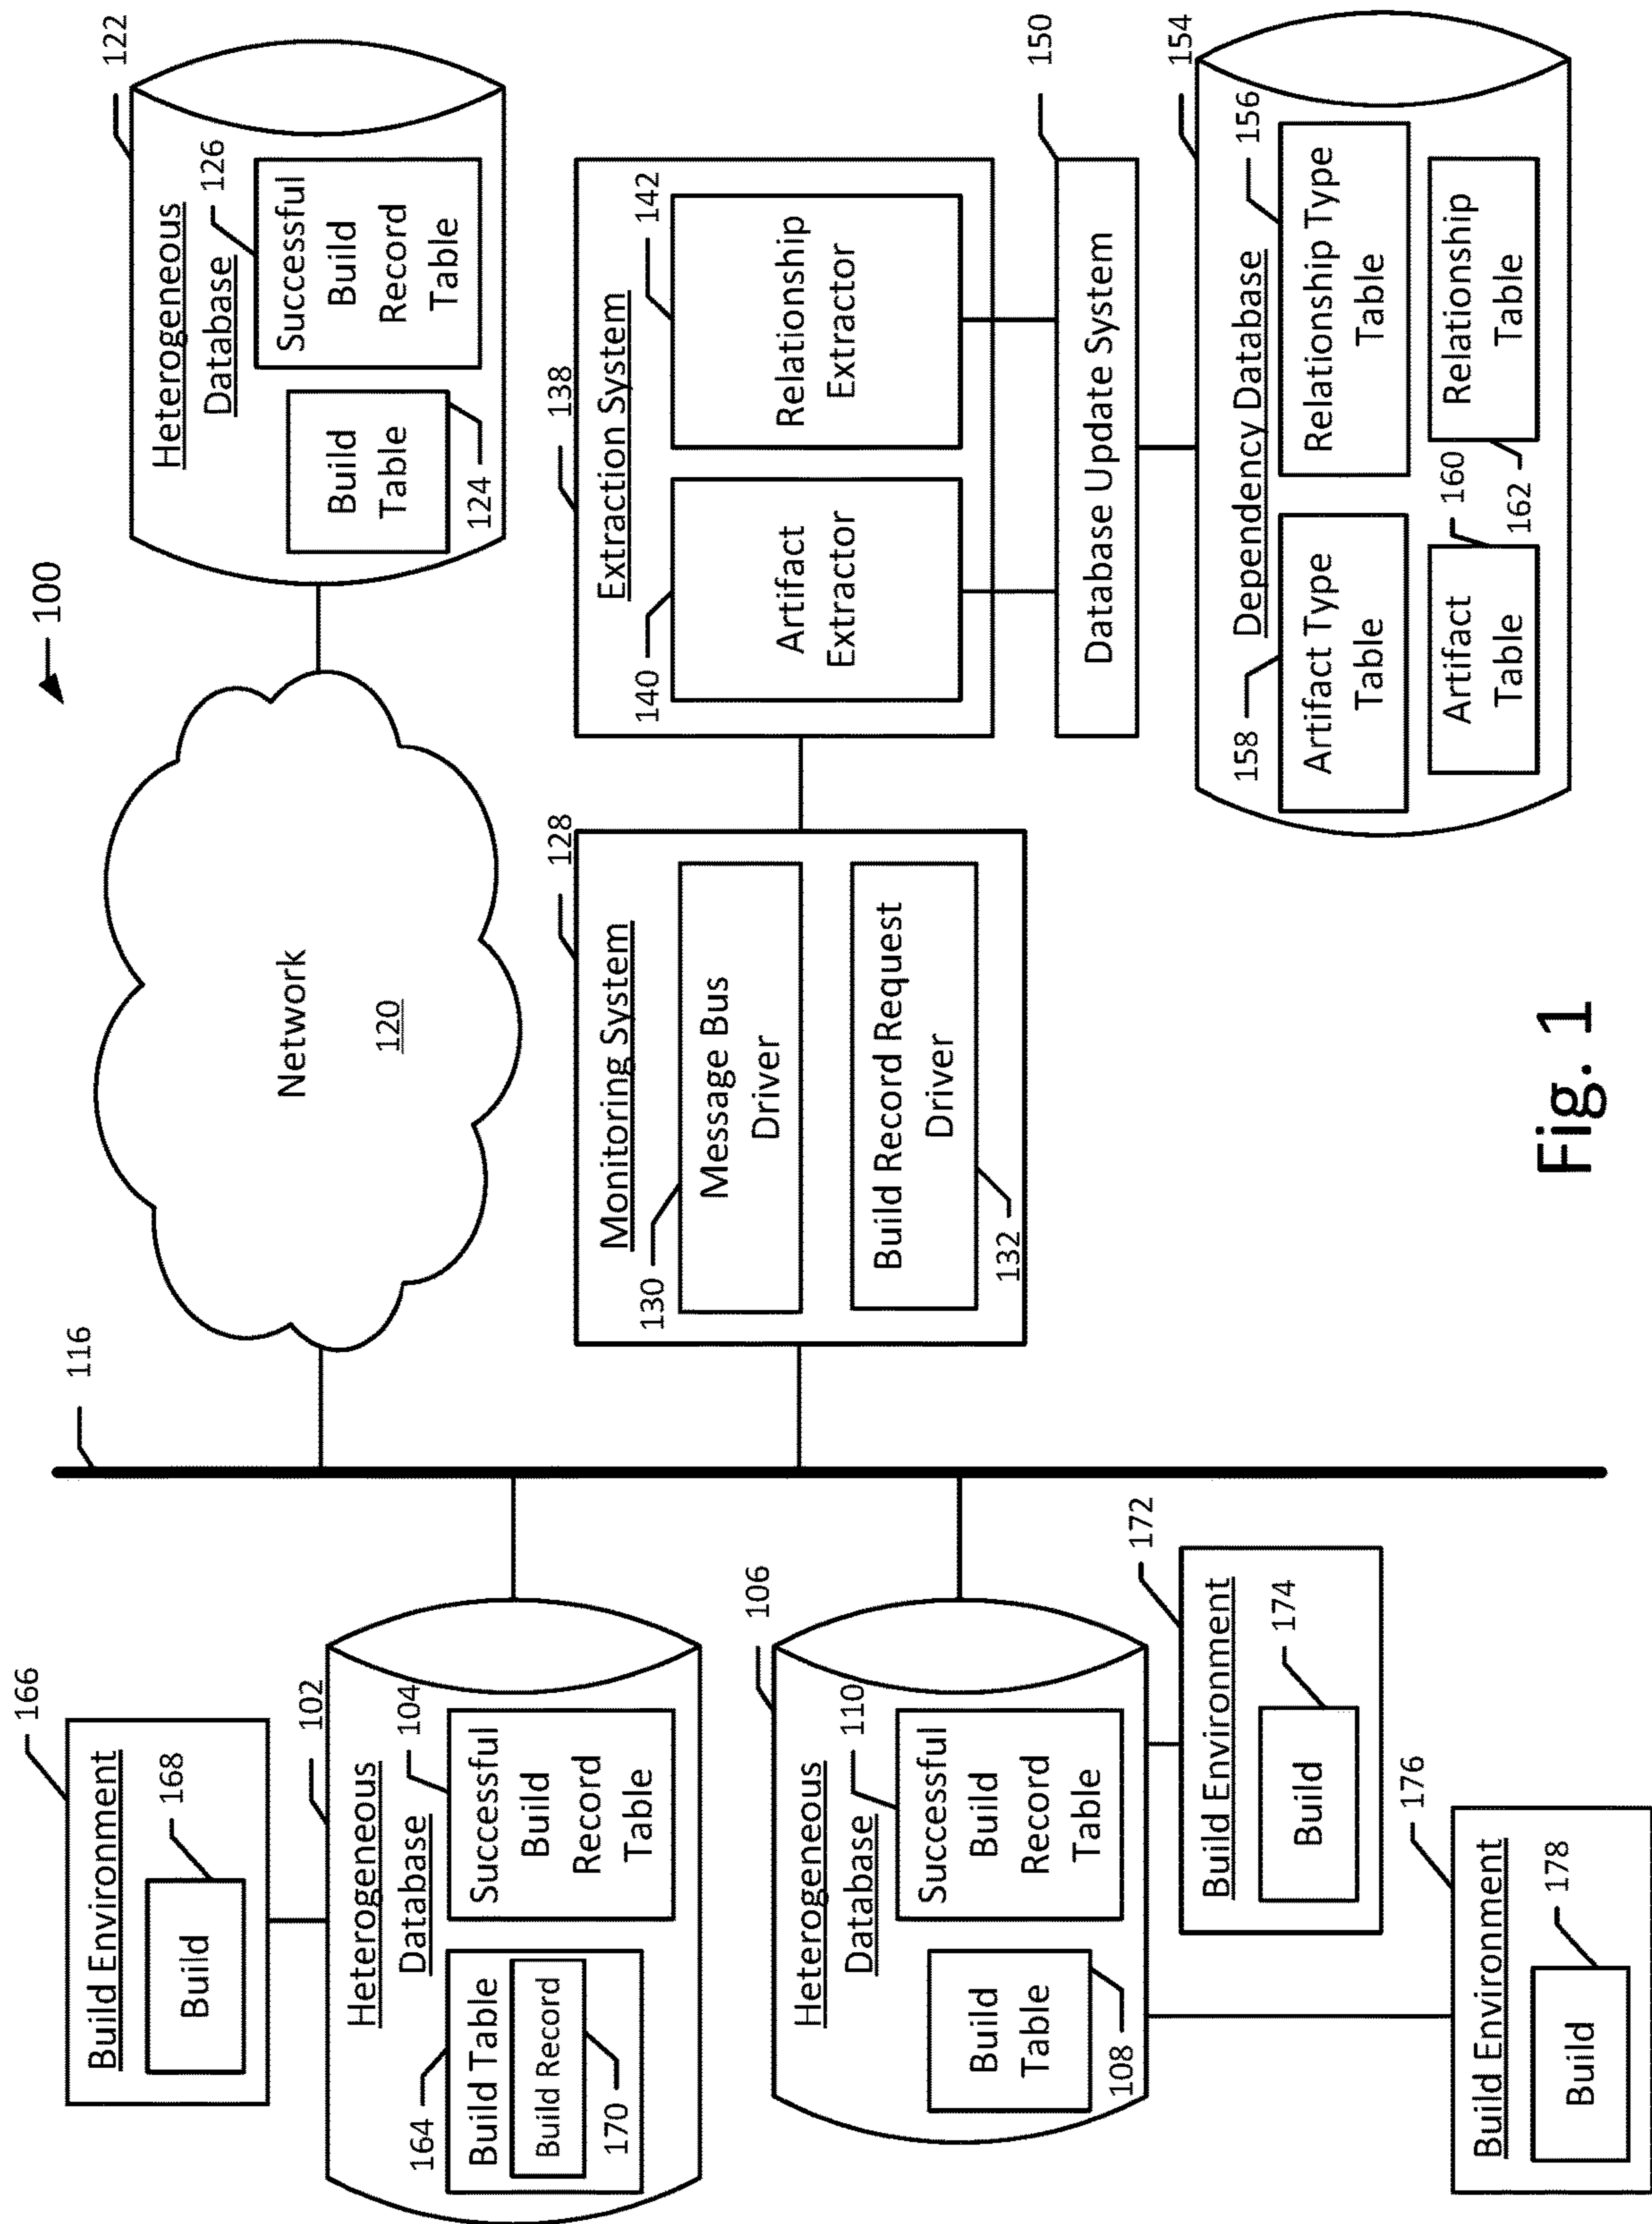 100
166
Build Environment
168
Build
102
Heterogeneous
Database
104
164
Build Table
Build Record
170
Successful
Build
Record
Table
106
Heterogeneous
Database
110
Build
Table
108
Successful
Build
Record
Table
172
Build Environment
174
Build
176
Build Environment
178
Build
116
Network
120
122
Heterogeneous
Database
126
Build
Table
124
Successful
Build
Record
Table
128
Monitoring System
130
Message Bus
Driver
Build Record Request
Driver
132
138
Extraction System
140
Artifact
Extractor
142
Relationship
Extractor
150
Database Update System
154
Dependency Database
158
Artifact Type
Table
156
Relationship Type
Table
160
Artifact
Table
162
Relationship
Table
Fig. 1